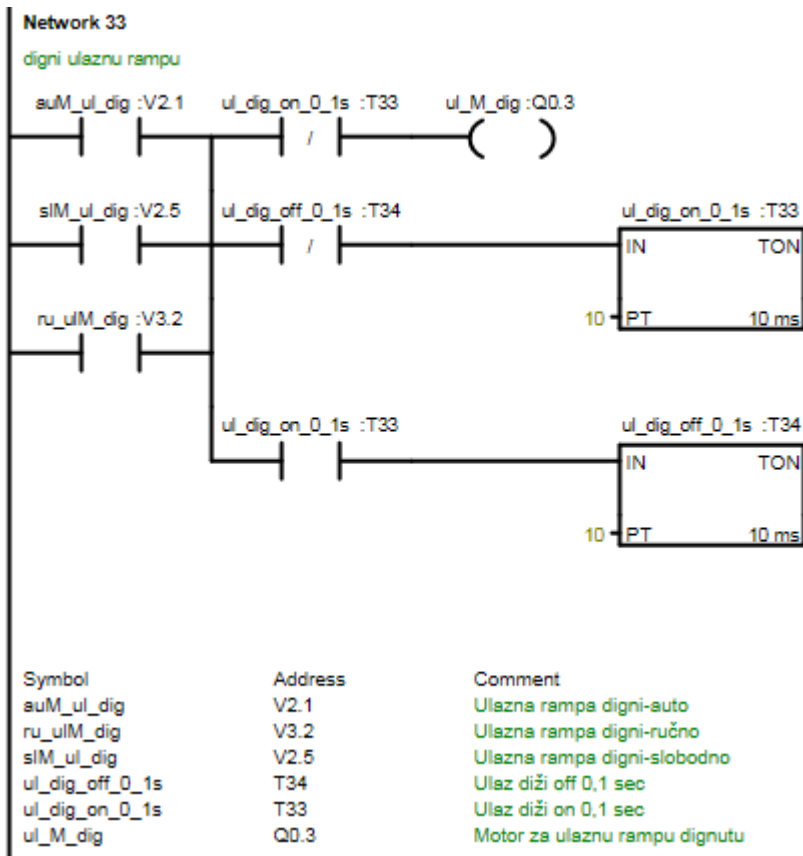 Network 33
digni ulaznu rampu
auM_ul_dig :V2.1 ul_dig_on_0_1s :T33 ul_M_dig :Q0.3
/
slM_ul_dig :V2.5 ul_dig_off_0_1s :T34 ul_dig_on_0_1s :T33
/ IN TON
10 PT 10 ms
ru_ulM_dig :V3.2
ul_dig_on_0_1s :T33 ul_dig_off_0_1s :T34
IN TON
10 PT 10 ms
Symbol Address Comment
auM_ul_dig V2.1 Ulazna rampa digni-auto
ru_ulM_dig V3.2 Ulazna rampa digni-ručno
slM_ul_dig V2.5 Ulazna rampa digni-slobodno
ul_dig_off_0_1s T34 Ulaz diži off 0,1 sec
ul_dig_on_0_1s T33 Ulaz diži on 0,1 sec
ul_M_dig Q0.3 Motor za ulaznu rampu dignutu